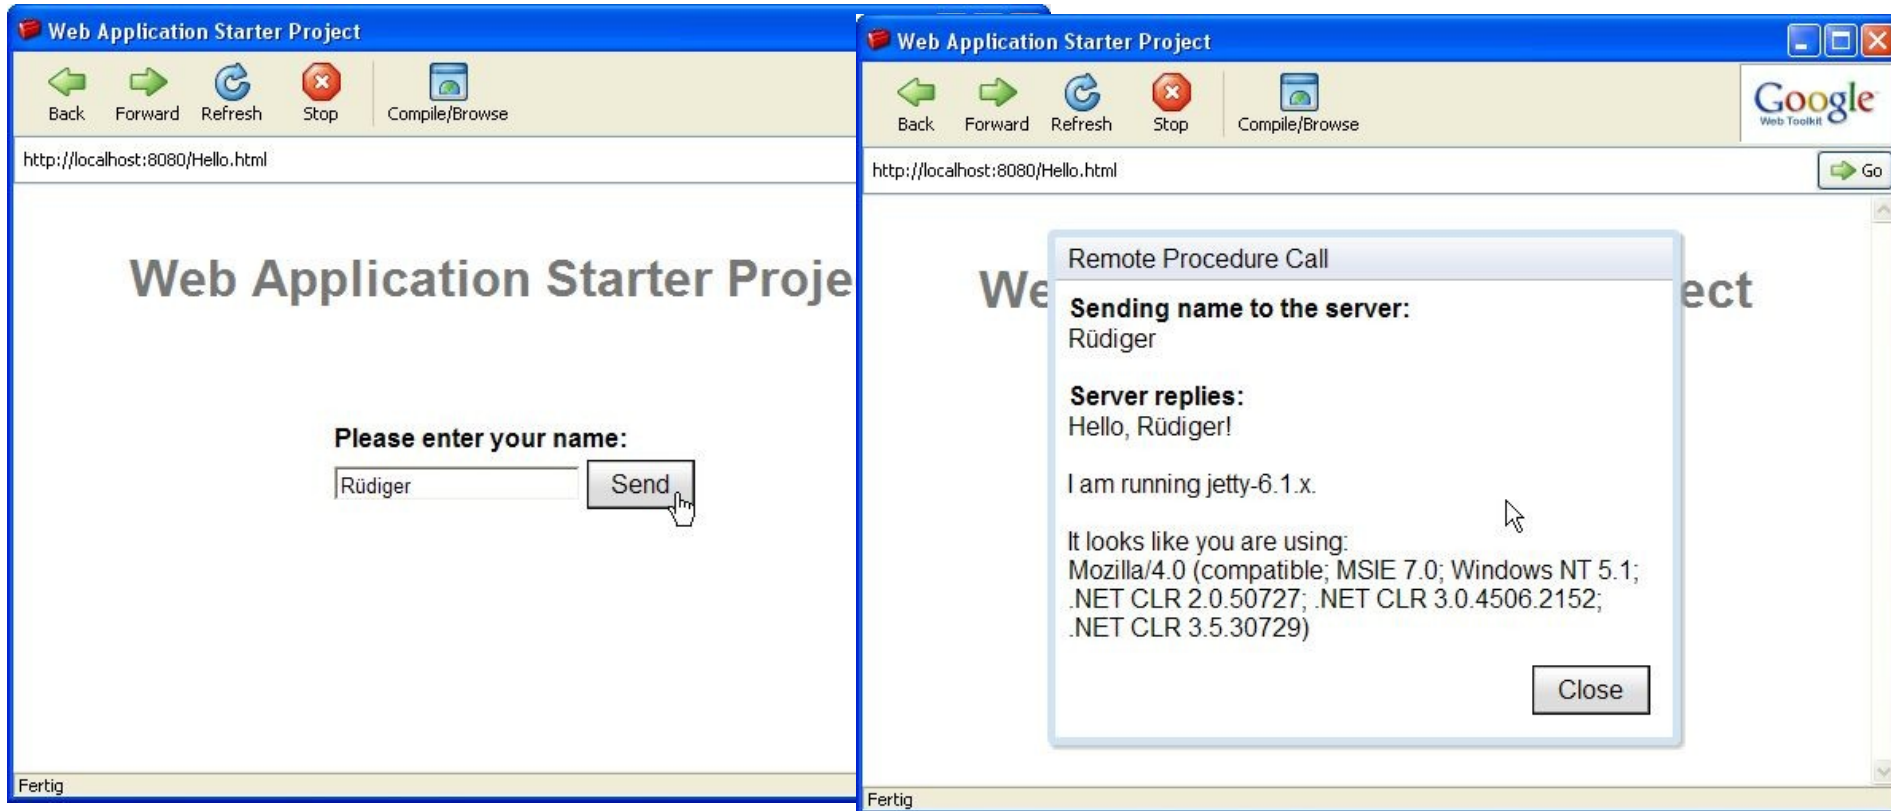 Web Application Starter Project
Back Forward Refresh Stop Compile/Browse
http://localhost:8080/Hello.html
Web Application Starter Proje
Please enter your name:
Rüdiger Send
Fertig
Web Application Starter Project
Back Forward Refresh Stop Compile/Browse
Google
Web Toolkit
http://localhost:8080/Hello.html Go
We ect
Remote Procedure Call
Sending name to the server:
Rüdiger
Server replies:
Hello, Rüdiger!
I am running jetty-6.1.x.
It looks like you are using:
Mozilla/4.0 (compatible; MSIE 7.0; Windows NT 5.1;
.NET CLR 2.0.50727; .NET CLR 3.0.4506.2152;
.NET CLR 3.5.30729)
Close
Fertig